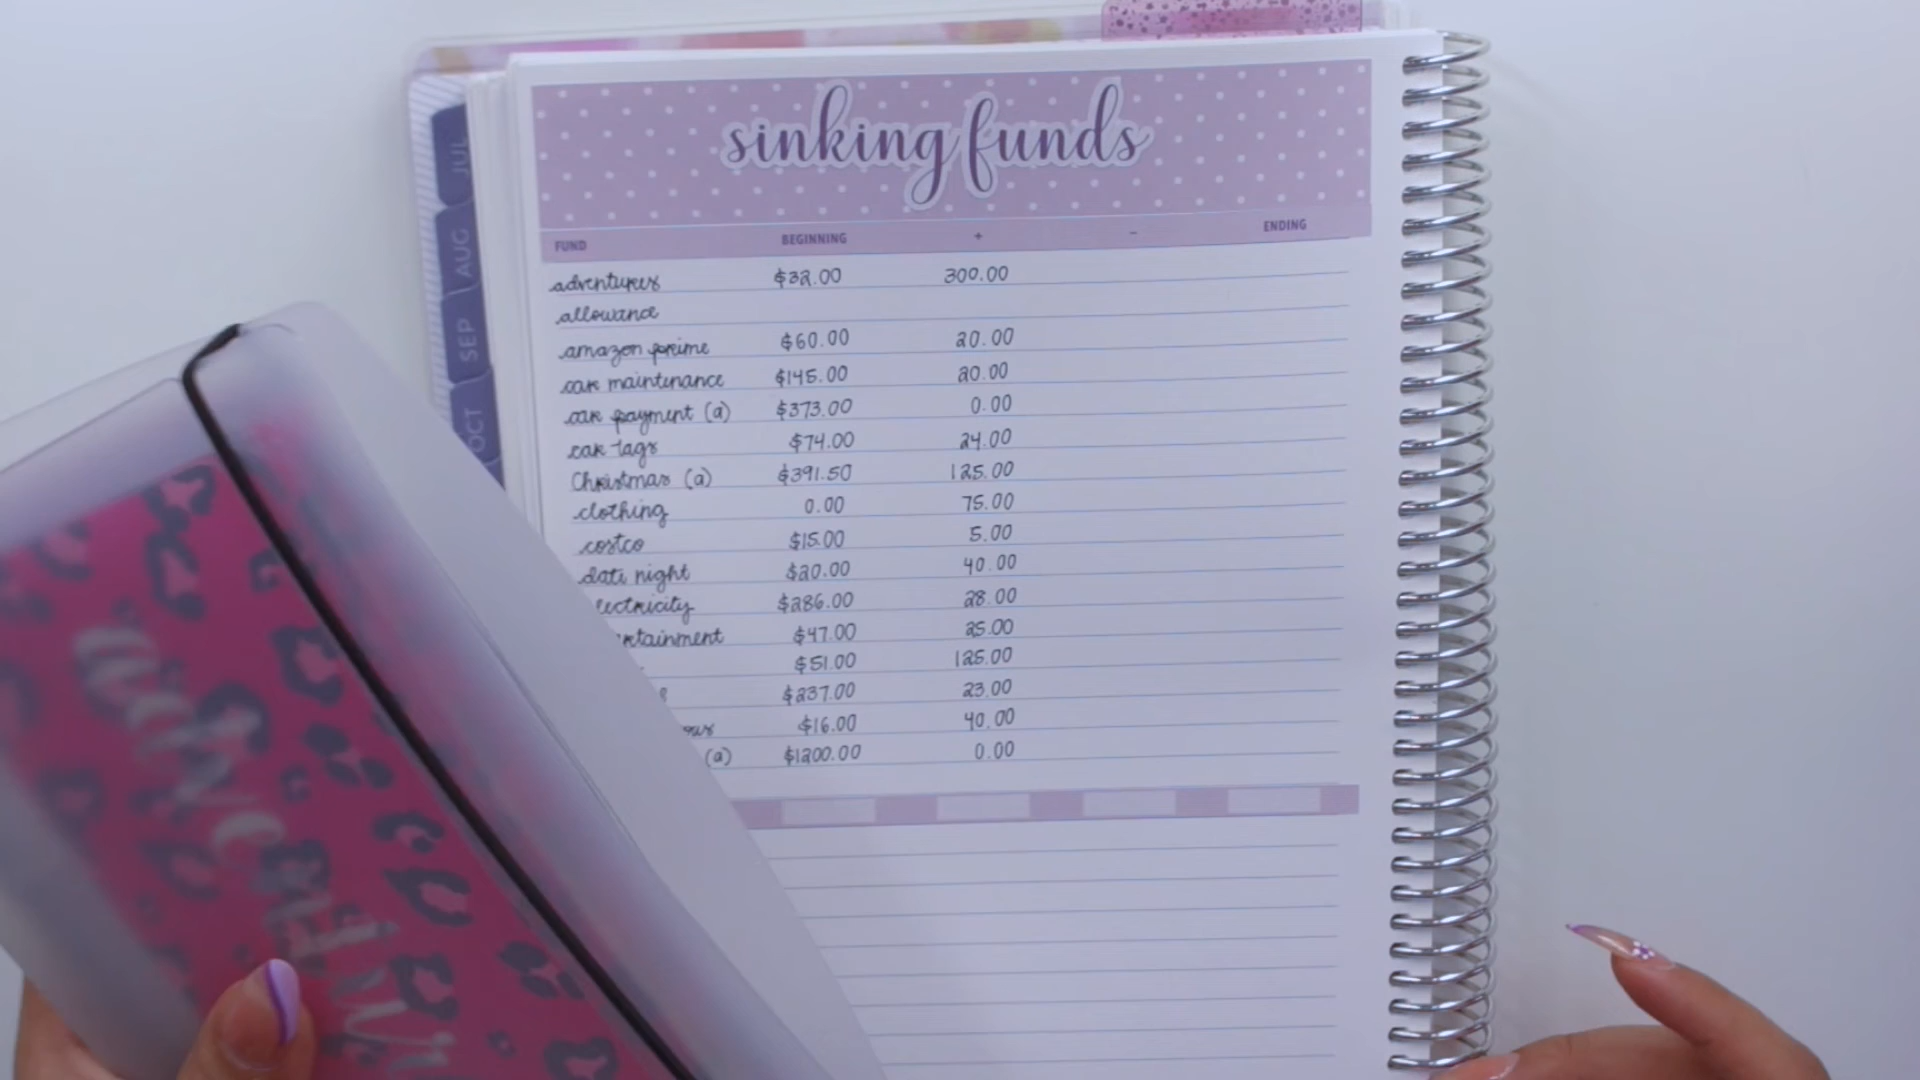 sinking funds
FUND BEGINNING + - ENDING
adventures $32.00 300.00
allowance
amazon prime $60.00 20.00
car maintenance $145.00 20.00
car payment (a) $373.00 0.00
car tags $74.00 24.00
Christmas (a) $391.50 125.00
clothing 0.00 75.00
costco $15.00 5.00
date night $20.00 40.00
lectricity $286.00 28.00
rtainment $47.00 25.00
$51.00 125.00
$237.00 23.00
$16.00 40.00
(a) $1200.00 0.00
JUL
AUG
SEP
OCT